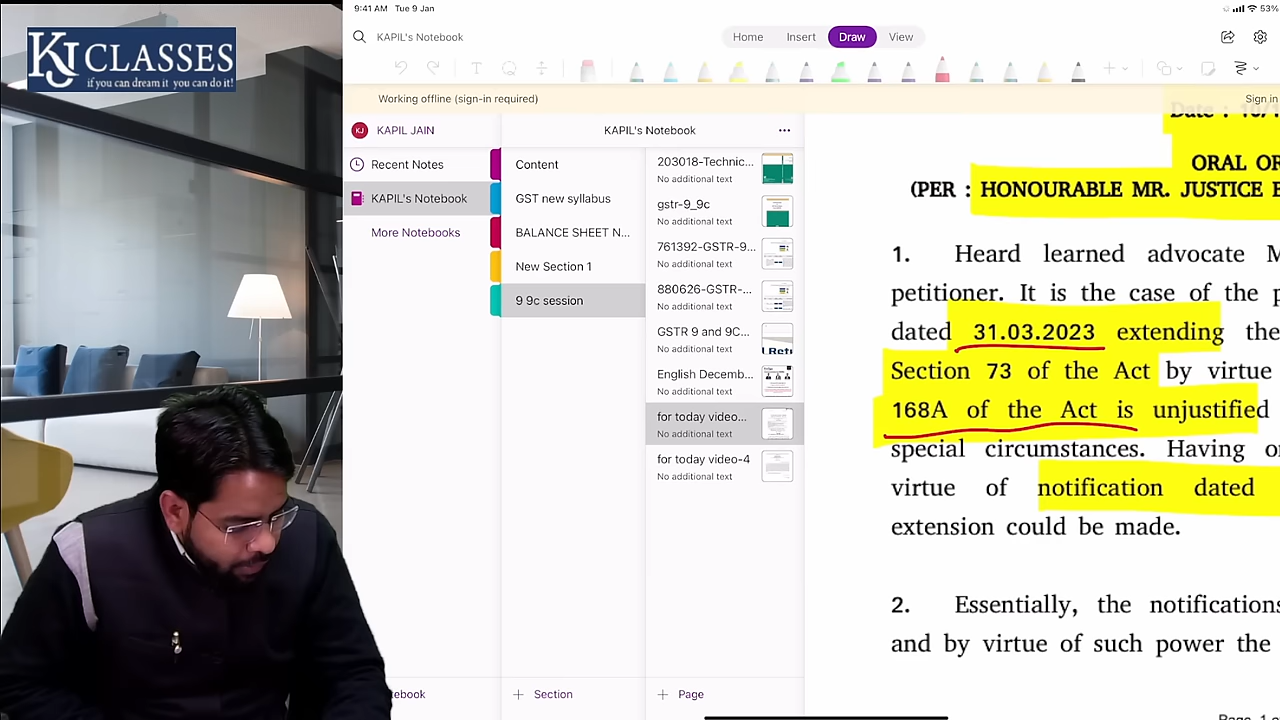 9:41 AM Tue 9 Jan
53%
KJ CLASSES
if you can dream it you can do it!
KAPIL's Notebook
Home Insert Draw View
Working offline (sign-in required)
Sign in
KJ KAPIL JAIN
Recent Notes
KAPIL's Notebook
More Notebooks
KAPIL's Notebook
Content
GST new syllabus
BALANCE SHEET N...
New Section 1
9 9c session
203018-Technic...
No additional text
gstr-9_9c
No additional text
761392-GSTR-9...
No additional text
880626-GSTR-...
No additional text
GSTR 9 and 9C...
No additional text
English Decemb...
No additional text
for today video...
No additional text
for today video-4
No additional text
ebook
+ Section
+ Page
Date :
ORAL OR
(PER : HONOURABLE MR. JUSTICE
1. Heard learned advocate M
petitioner. It is the case of the p
dated 31.03.2023 extending the
Section 73 of the Act by virtue
168A of the Act is unjustified
special circumstances. Having
virtue of notification dated
extension could be made.
2. Essentially, the notifications
and by virtue of such power the